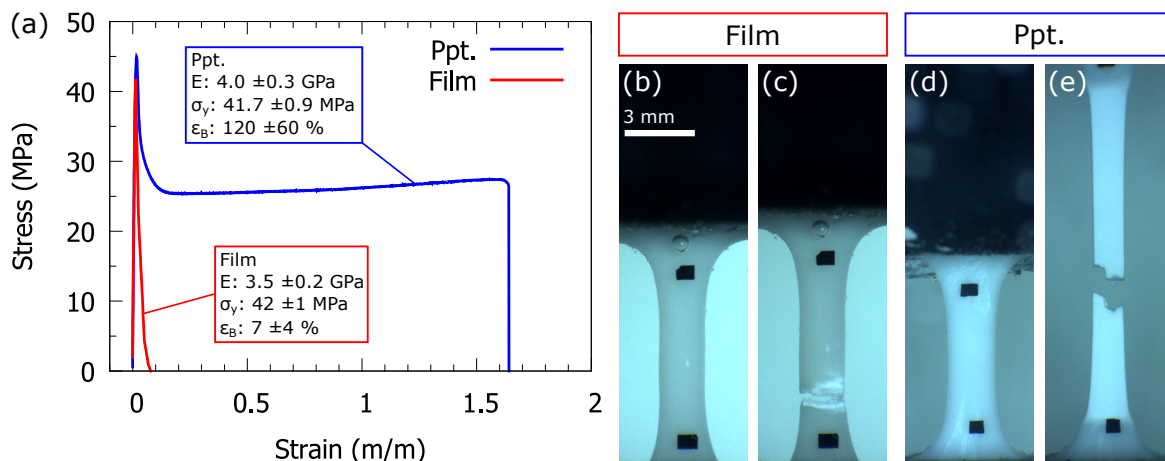 (a)
50
40
30
20
10
0
Stress (MPa)
0
0.5
1
1.5
2
Strain (m/m)
Ppt.
Film
Ppt.
E: 4.0 ±0.3 GPa
σy: 41.7 ±0.9 MPa
εB: 120 ±60 %
Film
E: 3.5 ±0.2 GPa
σy: 42 ±1 MPa
εB: 7 ±4 %
Film
Ppt.
(b)
3 mm
(c)
(d)
(e)